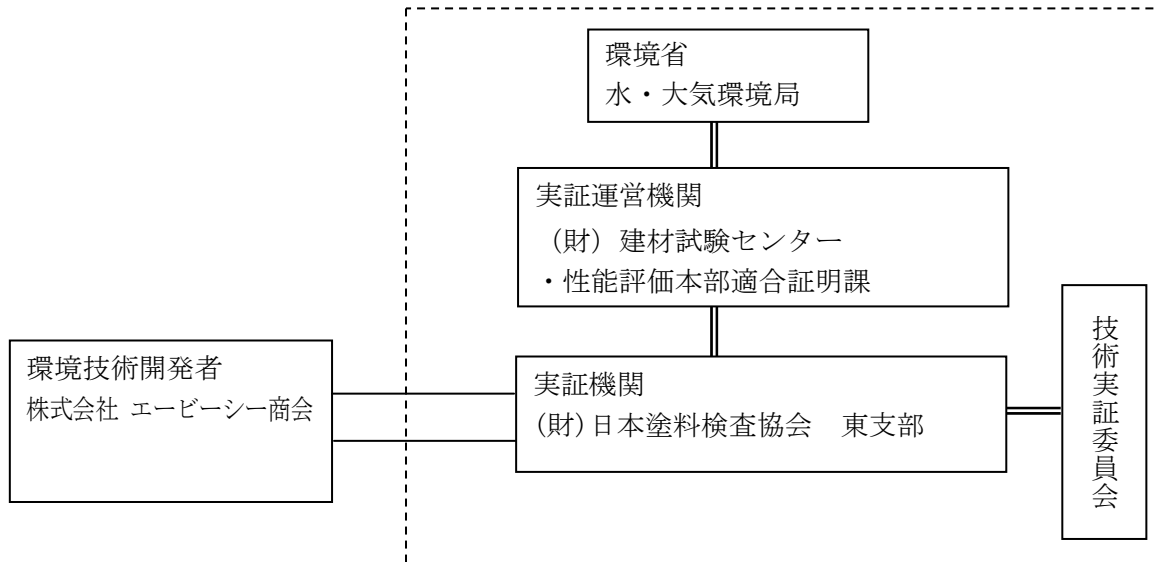 環境省
水・大気環境局
実証運営機関
（財）建材試験センター
・性能評価本部適合証明課
環境技術開発者
株式会社 エービーシー商会
実証機関
(財)日本塗料検査協会　東支部
技術実証委員会